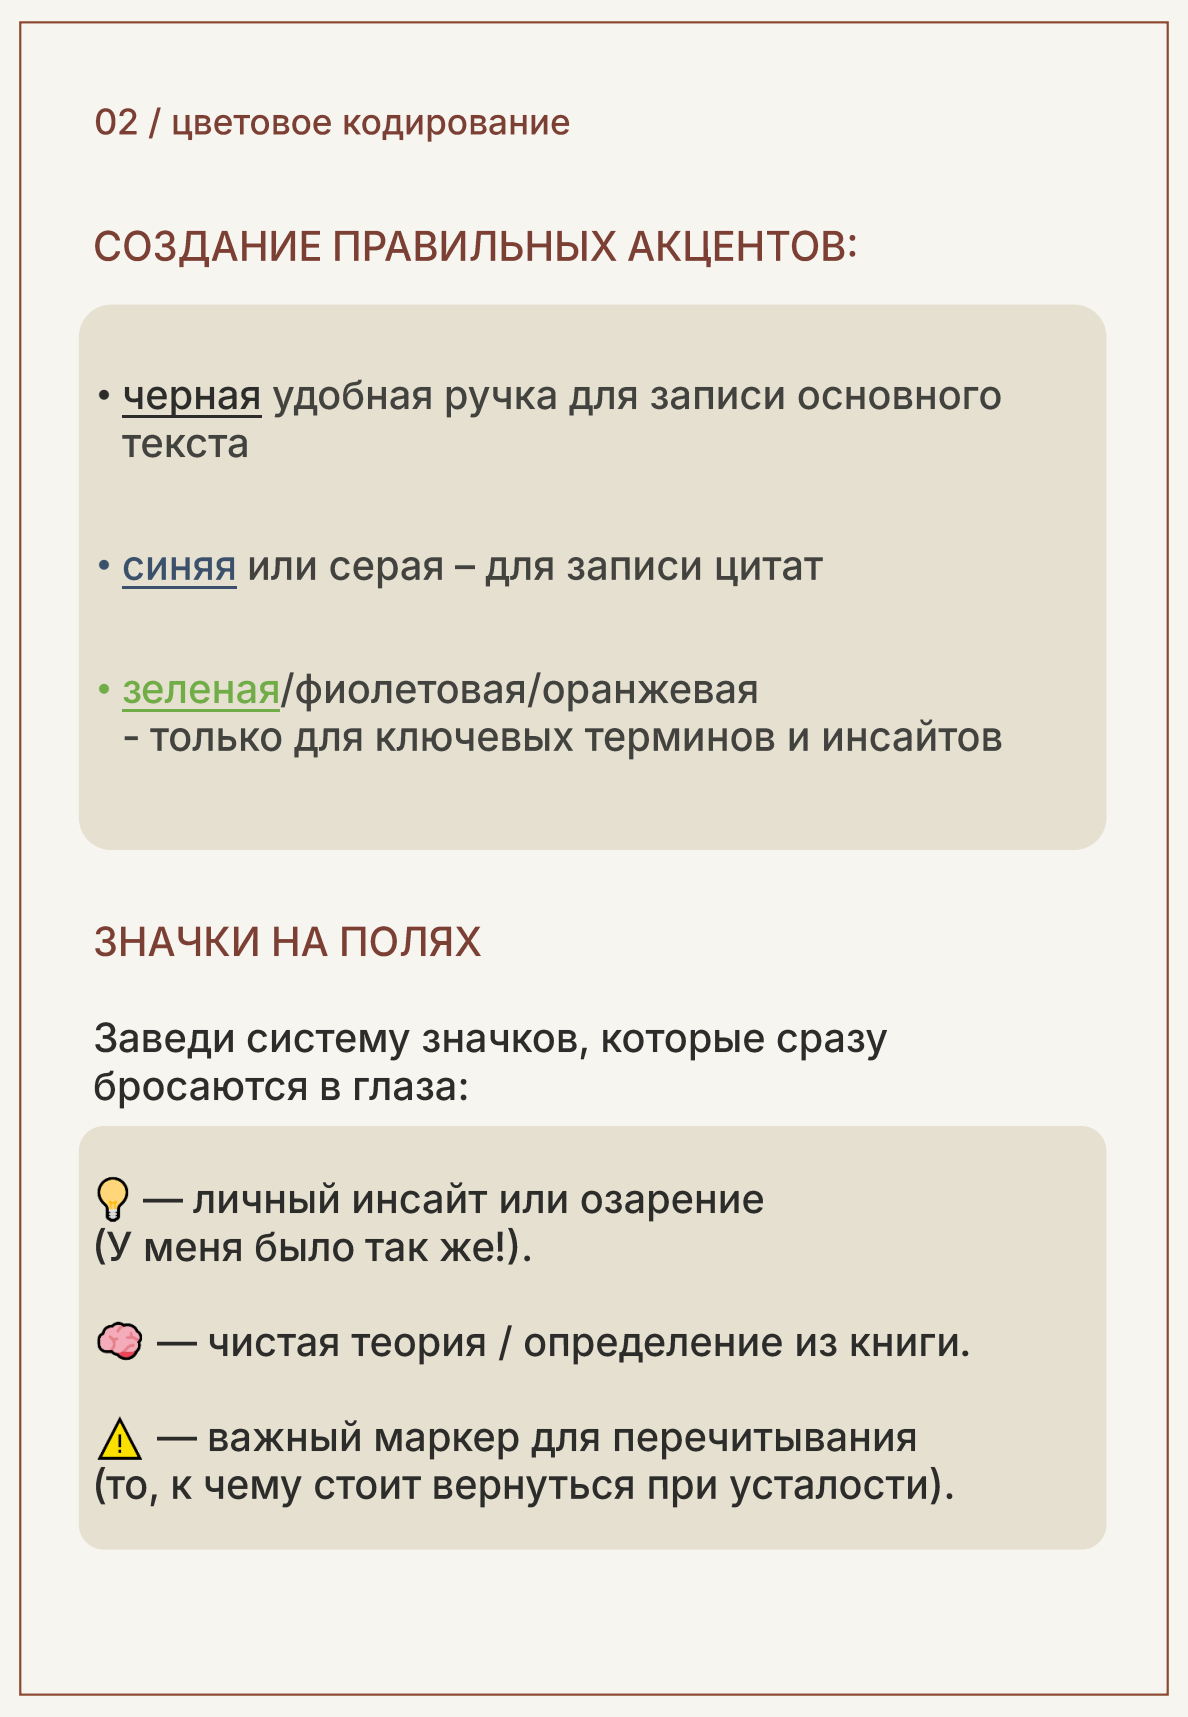 02 / цветовое кодирование
СОЗДАНИЕ ПРАВИЛЬНЫХ АКЦЕНТОВ:
• черная удобная ручка для записи основного
текста
• синяя или серая – для записи цитат
• зеленая/фиолетовая/оранжевая
- только для ключевых терминов и инсайтов
ЗНАЧКИ НА ПОЛЯХ
Заведи систему значков, которые сразу
бросаются в глаза:
💡 — личный инсайт или озарение
(У меня было так же!).
🧠 — чистая теория / определение из книги.
⚠️ — важный маркер для перечитывания
(то, к чему стоит вернуться при усталости).